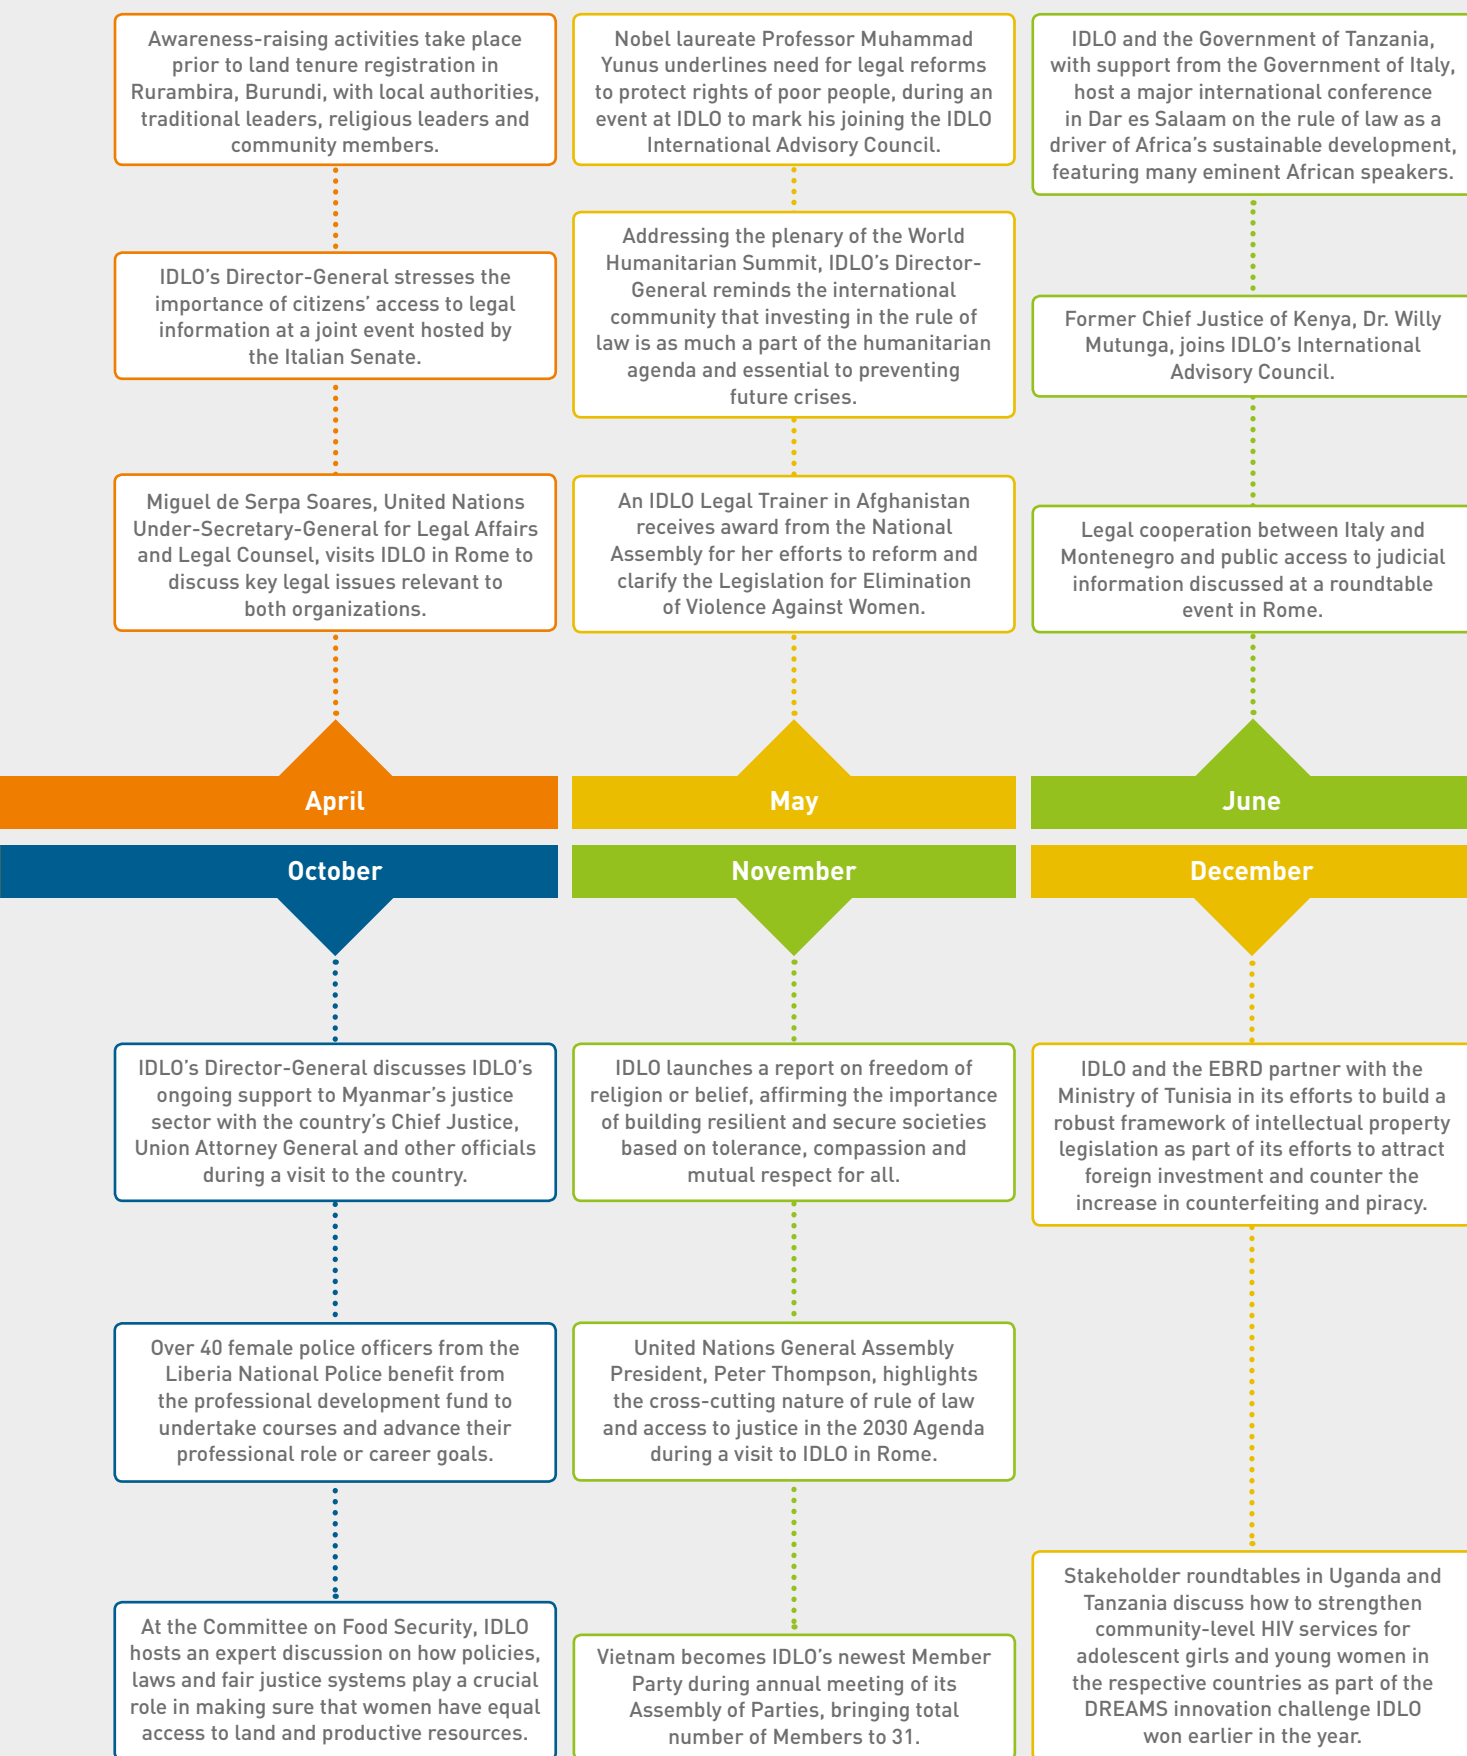 Awareness-raising activities take place
prior to land tenure registration in
Rurambira, Burundi, with local authorities,
traditional leaders, religious leaders and
community members.
IDLO’s Director-General stresses the
importance of citizens’ access to legal
information at a joint event hosted by
the Italian Senate.
Miguel de Serpa Soares, United Nations
Under-Secretary-General for Legal Affairs
and Legal Counsel, visits IDLO in Rome to
discuss key legal issues relevant to
both organizations.
April
Nobel laureate Professor Muhammad
Yunus underlines need for legal reforms
to protect rights of poor people, during an
event at IDLO to mark his joining the IDLO
International Advisory Council.
Addressing the plenary of the World
Humanitarian Summit, IDLO’s Director-
General reminds the international
community that investing in the rule of
law is as much a part of the humanitarian
agenda and essential to preventing
future crises.
An IDLO Legal Trainer in Afghanistan
receives award from the National
Assembly for her efforts to reform and
clarify the Legislation for Elimination
of Violence Against Women.
May
IDLO and the Government of Tanzania,
with support from the Government of Italy,
host a major international conference
in Dar es Salaam on the rule of law as a
driver of Africa’s sustainable development,
featuring many eminent African speakers.
Former Chief Justice of Kenya, Dr. Willy
Mutunga, joins IDLO’s International
Advisory Council.
Legal cooperation between Italy and
Montenegro and public access to judicial
information discussed at a roundtable
event in Rome.
June
October
IDLO’s Director-General discusses IDLO’s
ongoing support to Myanmar’s justice
sector with the country’s Chief Justice,
Union Attorney General and other officials
during a visit to the country.
Over 40 female police officers from the
Liberia National Police benefit from
the professional development fund to
undertake courses and advance their
professional role or career goals.
At the Committee on Food Security, IDLO
hosts an expert discussion on how policies,
laws and fair justice systems play a crucial
role in making sure that women have equal
access to land and productive resources.
November
IDLO launches a report on freedom of
religion or belief, affirming the importance
of building resilient and secure societies
based on tolerance, compassion and
mutual respect for all.
United Nations General Assembly
President, Peter Thompson, highlights
the cross-cutting nature of rule of law
and access to justice in the 2030 Agenda
during a visit to IDLO in Rome.
Vietnam becomes IDLO’s newest Member
Party during annual meeting of its
Assembly of Parties, bringing total
number of Members to 31.
December
IDLO and the EBRD partner with the
Ministry of Tunisia in its efforts to build a
robust framework of intellectual property
legislation as part of its efforts to attract
foreign investment and counter the
increase in counterfeiting and piracy.
Stakeholder roundtables in Uganda and
Tanzania discuss how to strengthen
community-level HIV services for
adolescent girls and young women in
the respective countries as part of the
DREAMS innovation challenge IDLO
won earlier in the year.